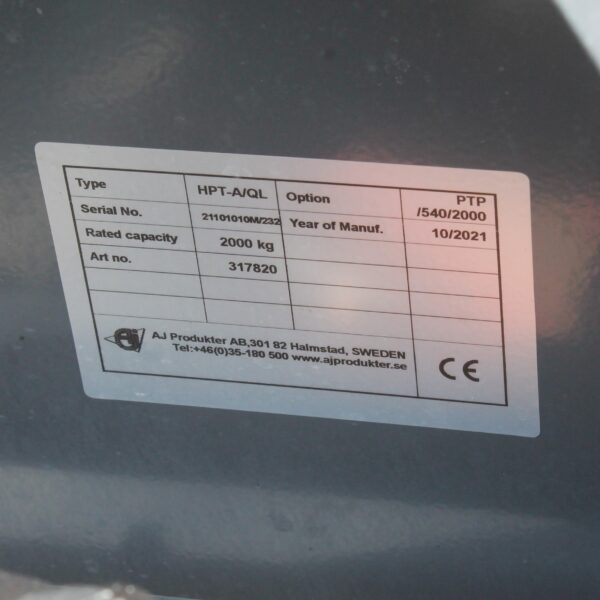 Type HPT-A/QL Option PTP
/540/2000
Serial No. 21101010M/232 Year of Manuf. 10/2021
Rated capacity 2000 kg
Art no. 317820
Aj AJ Produkter AB,301 82 Halmstad, SWEDEN
Tel:+46(0)35-180 500 www.ajprodukter.se
CE